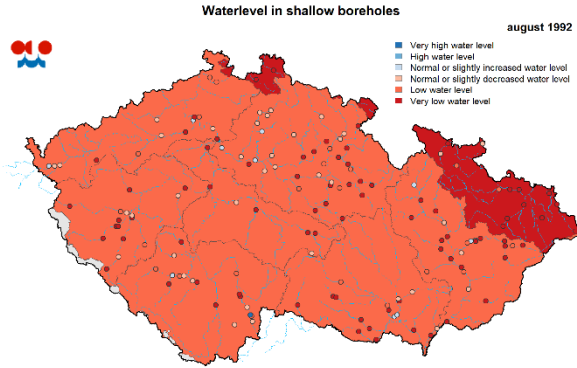 Waterlevel in shallow boreholes
august 1992
Very high water level
High water level
Normal or slightly increased water level
Normal or slightly decreased water level
Low water level
Very low water level